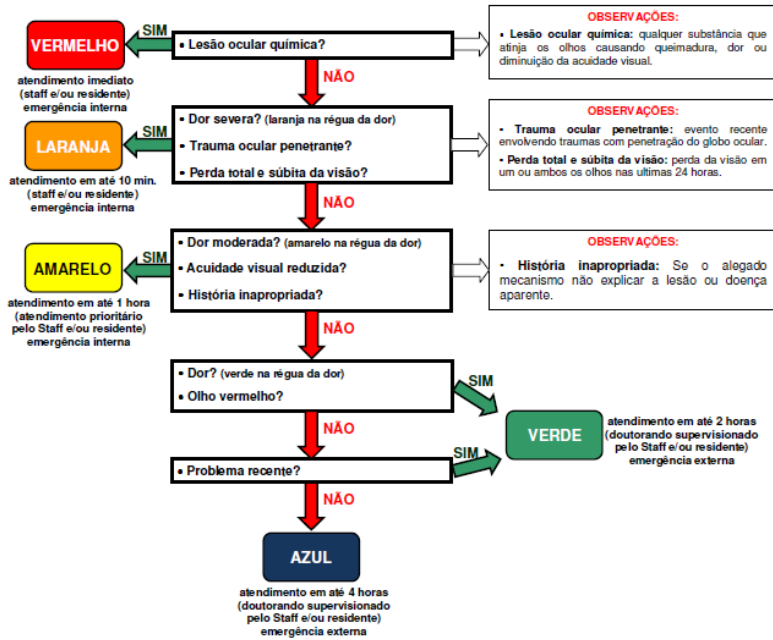 SIM
VERMELHO
• Lesão ocular química?
OBSERVAÇÕES:
• Lesão ocular química: qualquer substância que
atinja os olhos causando queimadura, dor ou
diminuição da acuidade visual.
atendimento imediato
(staff e/ou residente)
emergência interna
NÃO
SIM
LARANJA
• Dor severa? (laranja na régua da dor)
• Trauma ocular penetrante?
• Perda total e súbita da visão?
OBSERVAÇÕES:
• Trauma ocular penetrante: evento recente
envolvendo traumas com penetração do globo ocular.
• Perda total e súbita da visão: perda da visão em
um ou ambos os olhos nas ultimas 24 horas.
atendimento em até 10 min.
(staff e/ou residente)
emergência interna
NÃO
SIM
AMARELO
• Dor moderada? (amarelo na régua da dor)
• Acuidade visual reduzida?
• História inapropriada?
OBSERVAÇÕES:
• História inapropriada: Se o alegado
mecanismo não explicar a lesão ou doença
aparente.
atendimento em até 1 hora
(atendimento prioritário
pelo Staff e/ou residente)
emergência interna
NÃO
• Dor? (verde na régua da dor)
• Olho vermelho?
SIM
VERDE
atendimento em até 2 horas
(doutorando supervisionado
pelo Staff e/ou residente)
emergência externa
NÃO
• Problema recente?
SIM
NÃO
AZUL
atendimento em até 4 horas
(doutorando supervisionado
pelo Staff e/ou residente)
emergência externa